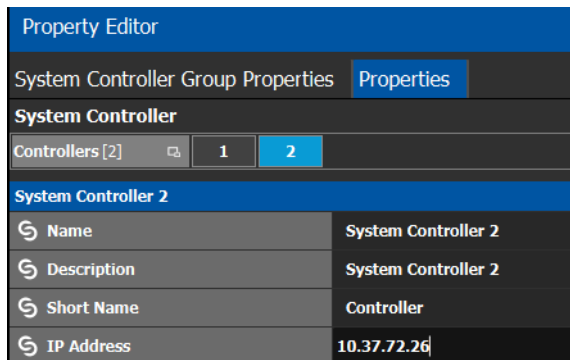 Property Editor
System Controller Group Properties Properties
System Controller
Controllers [2] 1 2
System Controller 2
Name System Controller 2
Description System Controller 2
Short Name Controller
IP Address 10.37.72.26